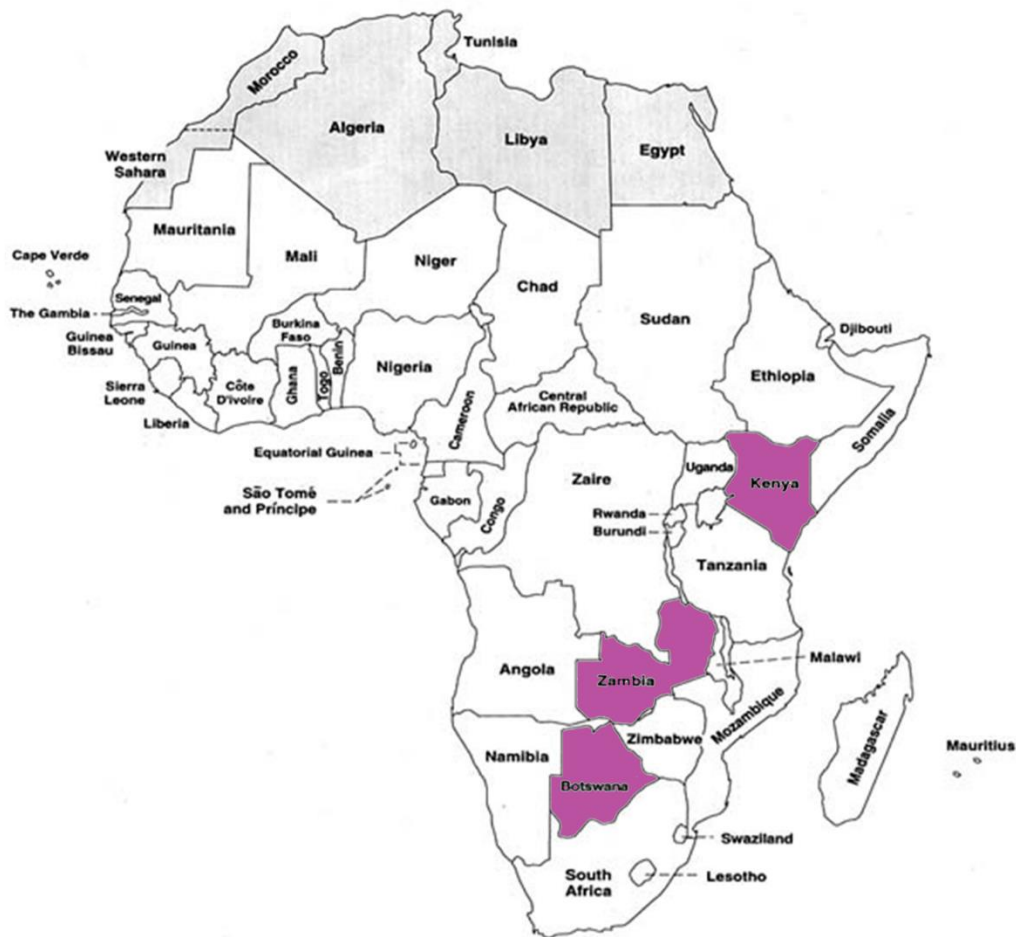 Tunisia
Morocco
Algeria
Libya
Egypt
Western
Sahara
Mauritania
Mali
Niger
Chad
Sudan
Cape Verde
Senegal
The Gambia
Guinea
Bissau
Guinea
Burkina
Faso
Benin
Togo
Ghana
Côte
D'ivoire
Sierra
Leone
Liberia
Nigeria
Cameroon
Central
African Republic
Djibouti
Ethiopia
Somalia
Equatorial Guinea
São Tomé
and Príncipe
Gabon
Congo
Zaire
Uganda
Kenya
Rwanda
Burundi
Tanzania
Angola
Zambia
Malawi
Mozambique
Zimbabwe
Namibia
Botswana
Madagascar
Mauritius
Swaziland
South
Africa
Lesotho